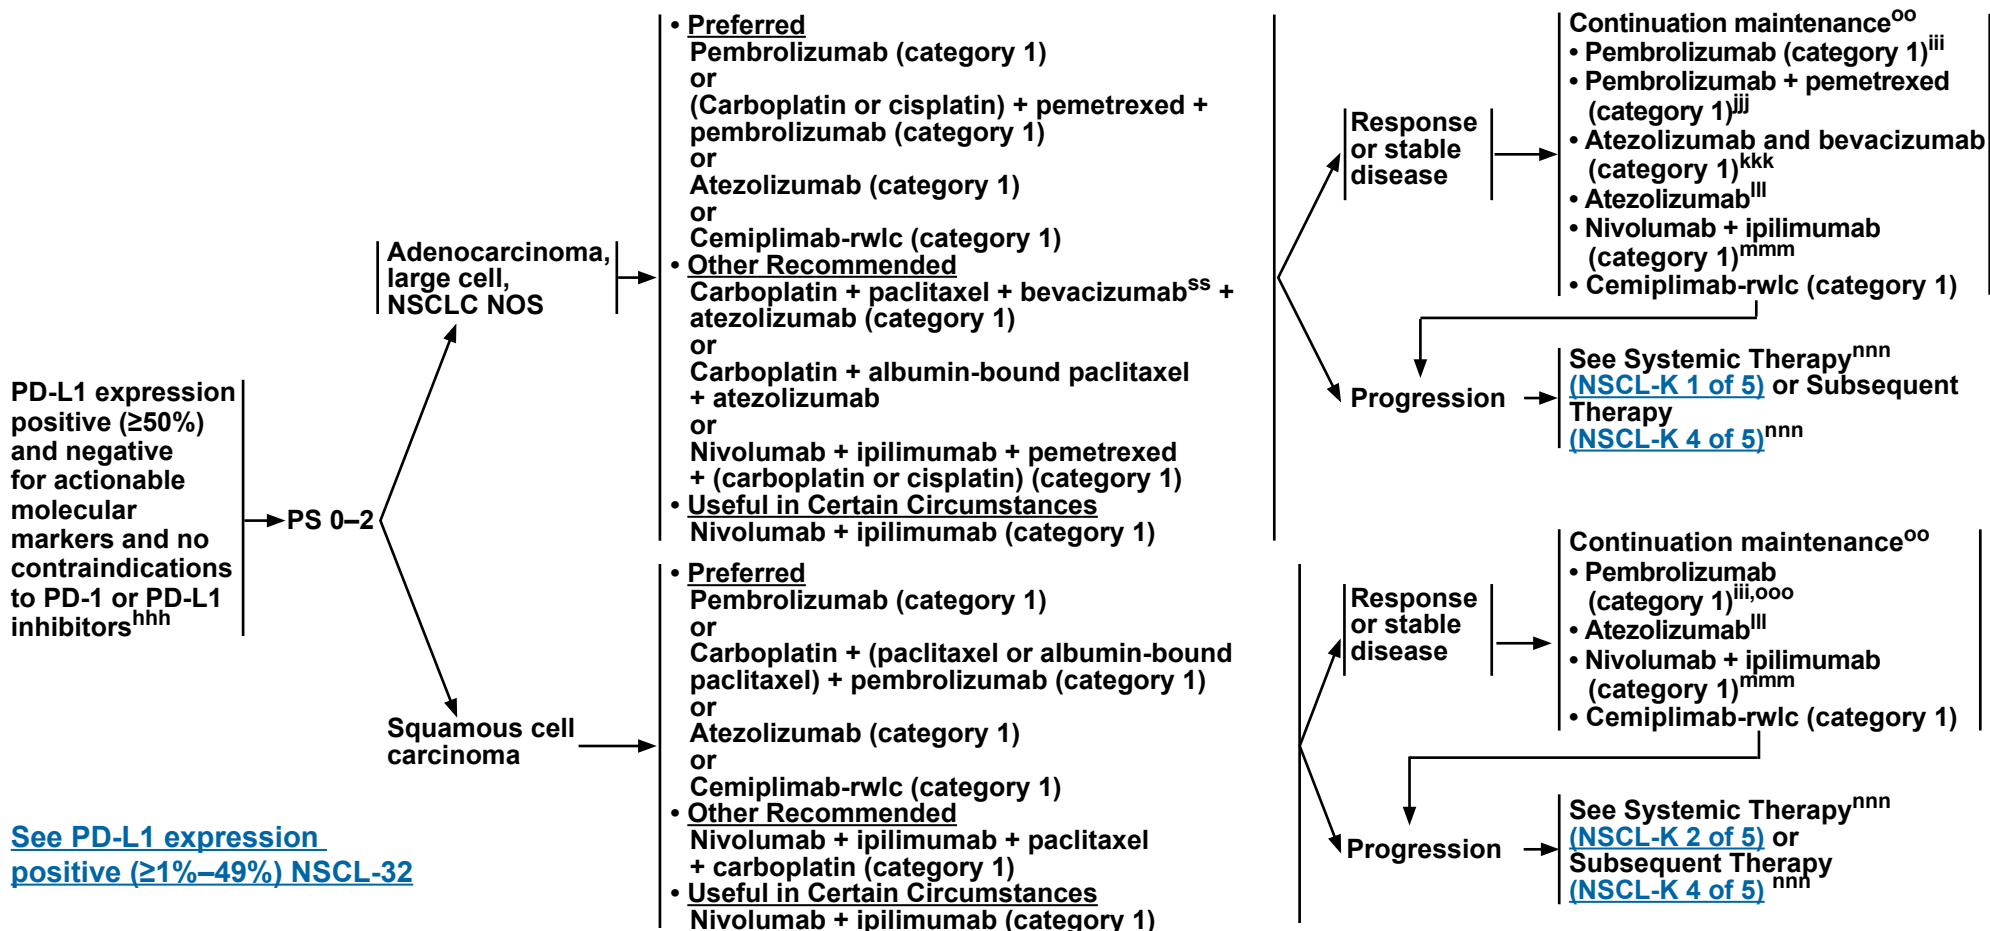 PD-L1 expression
positive (≥50%)
and negative
for actionable
molecular
markers and no
contraindications
to PD-1 or PD-L1
inhibitorshhh
PS 0–2
Adenocarcinoma,
large cell,
NSCLC NOS
• Preferred
Pembrolizumab (category 1)
or
(Carboplatin or cisplatin) + pemetrexed +
pembrolizumab (category 1)
or
Atezolizumab (category 1)
or
Cemiplimab-rwlc (category 1)
• Other Recommended
Carboplatin + paclitaxel + bevacizumabss +
atezolizumab (category 1)
or
Carboplatin + albumin-bound paclitaxel
+ atezolizumab
or
Nivolumab + ipilimumab + pemetrexed
+ (carboplatin or cisplatin) (category 1)
• Useful in Certain Circumstances
Nivolumab + ipilimumab (category 1)
Response
or stable
disease
Continuation maintenanceoo
• Pembrolizumab (category 1)iii
• Pembrolizumab + pemetrexed
(category 1)jjj
• Atezolizumab and bevacizumab
(category 1)kkk
• Atezolizumablll
• Nivolumab + ipilimumab
(category 1)mmm
• Cemiplimab-rwlc (category 1)
Progression
See Systemic Therapynnn
(NSCL-K 1 of 5) or Subsequent
Therapy
(NSCL-K 4 of 5)nnn
Squamous cell
carcinoma
• Preferred
Pembrolizumab (category 1)
or
Carboplatin + (paclitaxel or albumin-bound
paclitaxel) + pembrolizumab (category 1)
or
Atezolizumab (category 1)
or
Cemiplimab-rwlc (category 1)
• Other Recommended
Nivolumab + ipilimumab + paclitaxel
+ carboplatin (category 1)
• Useful in Certain Circumstances
Nivolumab + ipilimumab (category 1)
Response
or stable
disease
Continuation maintenanceoo
• Pembrolizumab
(category 1)iii,ooo
• Atezolizumablll
• Nivolumab + ipilimumab
(category 1)mmm
• Cemiplimab-rwlc (category 1)
Progression
See Systemic Therapynnn
(NSCL-K 2 of 5) or
Subsequent Therapy
(NSCL-K 4 of 5) nnn
See PD-L1 expression
positive (≥1%–49%) NSCL-32